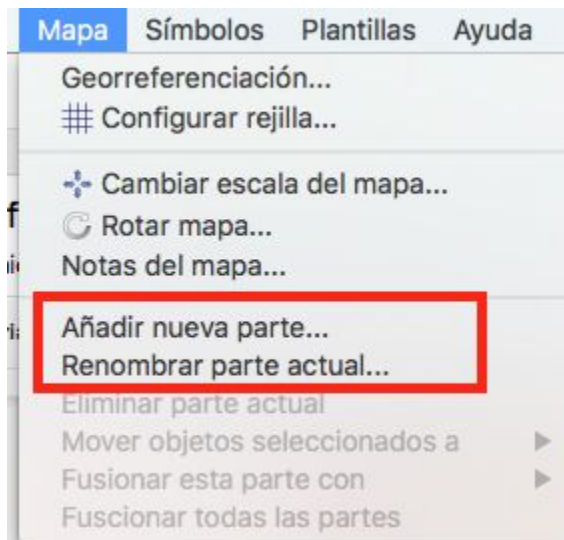 Mapa Símbolos Plantillas Ayuda
Georreferenciación...
Configurar rejilla...
Cambiar escala del mapa...
Rotar mapa...
Notas del mapa...
Añadir nueva parte...
Renombrar parte actual...
Eliminar parte actual
Mover objetos seleccionados a
Fusionar esta parte con
Fuscionar todas las partes